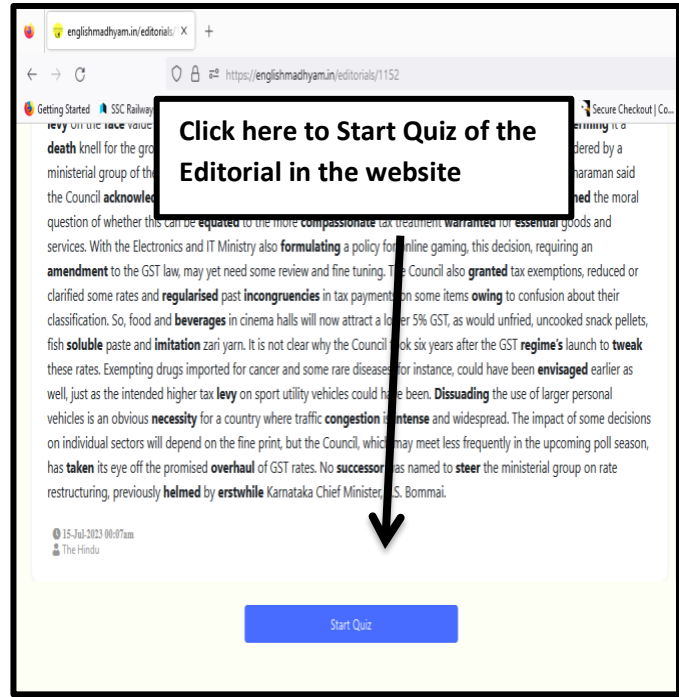 englishmadhyam.in/editorials/ X +
https://englishmadhyam.in/editorials/1152
Getting Started SSC Railway Secure Checkout | Co...
Click here to Start Quiz of the
Editorial in the website
levy on the face value it a
death knell for the gro dered by a
ministerial group of the haraman said
the Council the moral
question of whether this can be equated to the more compassionate tax treatment warranted for essential goods and
services. With the Electronics and IT Ministry also formulating a policy for online gaming, this decision, requiring an
amendment to the GST law, may yet need some review and fine tuning. The Council also granted tax exemptions, reduced or
clarified some rates and regularised past incongruencies in tax payments on some items owing to confusion about their
classification. So, food and beverages in cinema halls will now attract a lower 5% GST, as would unfried, uncooked snack pellets,
fish soluble paste and imitation zari yarn. It is not clear why the Council took six years after the GST regime's launch to tweak
these rates. Exempting drugs imported for cancer and some rare diseases, for instance, could have been envisaged earlier as
well, just as the intended higher tax levy on sport utility vehicles could have been. Dissuading the use of larger personal
vehicles is an obvious necessity for a country where traffic congestion is intense and widespread. The impact of some decisions
on individual sectors will depend on the fine print, but the Council, which may meet less frequently in the upcoming poll season,
has taken its eye off the promised overhaul of GST rates. No successor was named to steer the ministerial group on rate
restructuring, previously helmed by erstwhile Karnataka Chief Minister, .S. Bommai.
15-Jul-2023 00:07am
The Hindu
Start Quiz